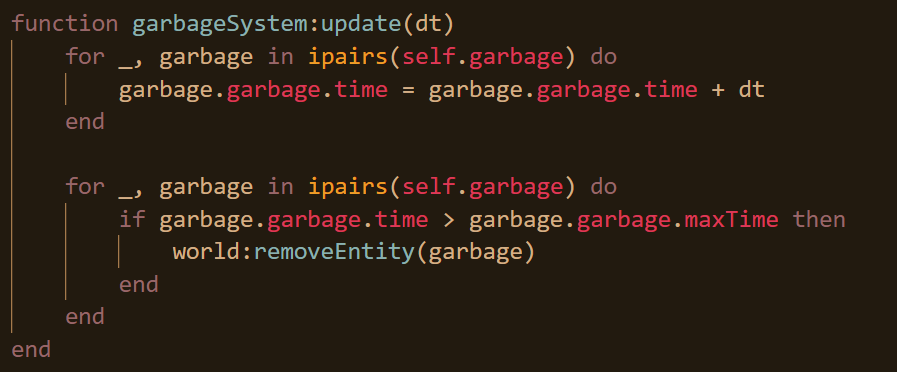 function garbageSystem:update(dt)
    for _, garbage in ipairs(self.garbage) do
        garbage.garbage.time = garbage.garbage.time + dt
    end

    for _, garbage in ipairs(self.garbage) do
        if garbage.garbage.time > garbage.garbage.maxTime then
            world:removeEntity(garbage)
        end
    end
end